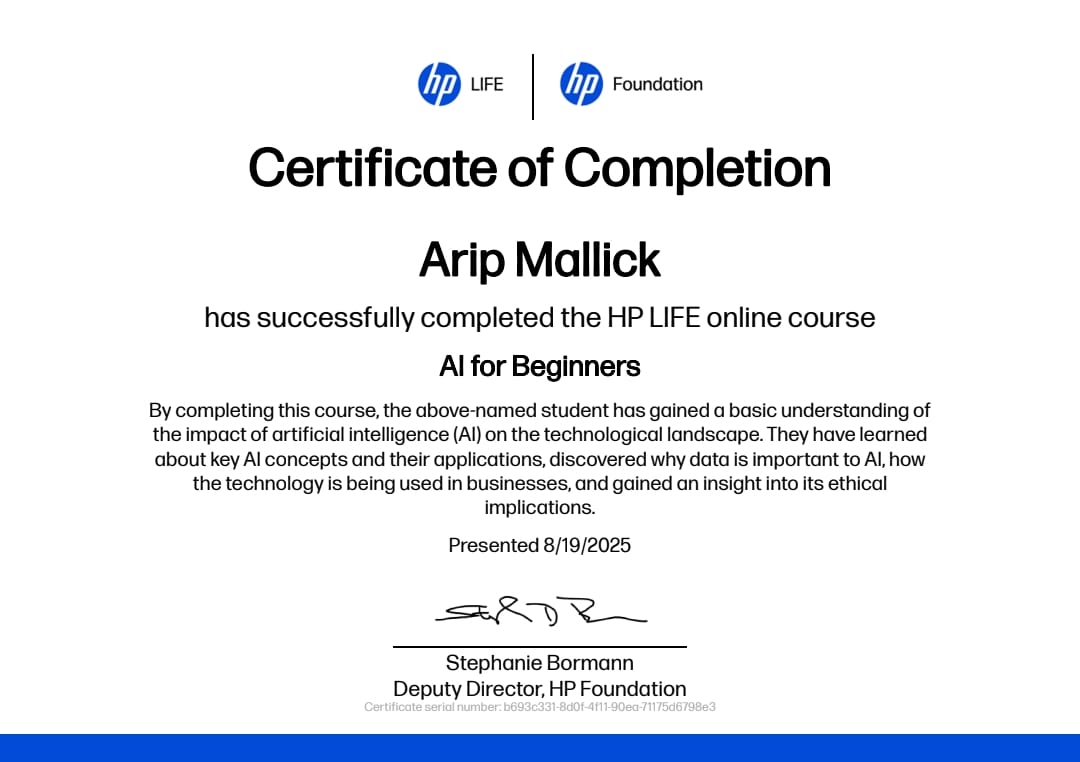 hp LIFE hp Foundation
Certificate of Completion
Arip Mallick
has successfully completed the HP LIFE online course
AI for Beginners
By completing this course, the above-named student has gained a basic understanding of
the impact of artificial intelligence (AI) on the technological landscape. They have learned
about key AI concepts and their applications, discovered why data is important to AI, how
the technology is being used in businesses, and gained an insight into its ethical
implications.
Presented 8/19/2025
Stephanie Bormann
Deputy Director, HP Foundation
Certificate serial number: b693c331-8d0f-4f11-90ea-71175d6798e3